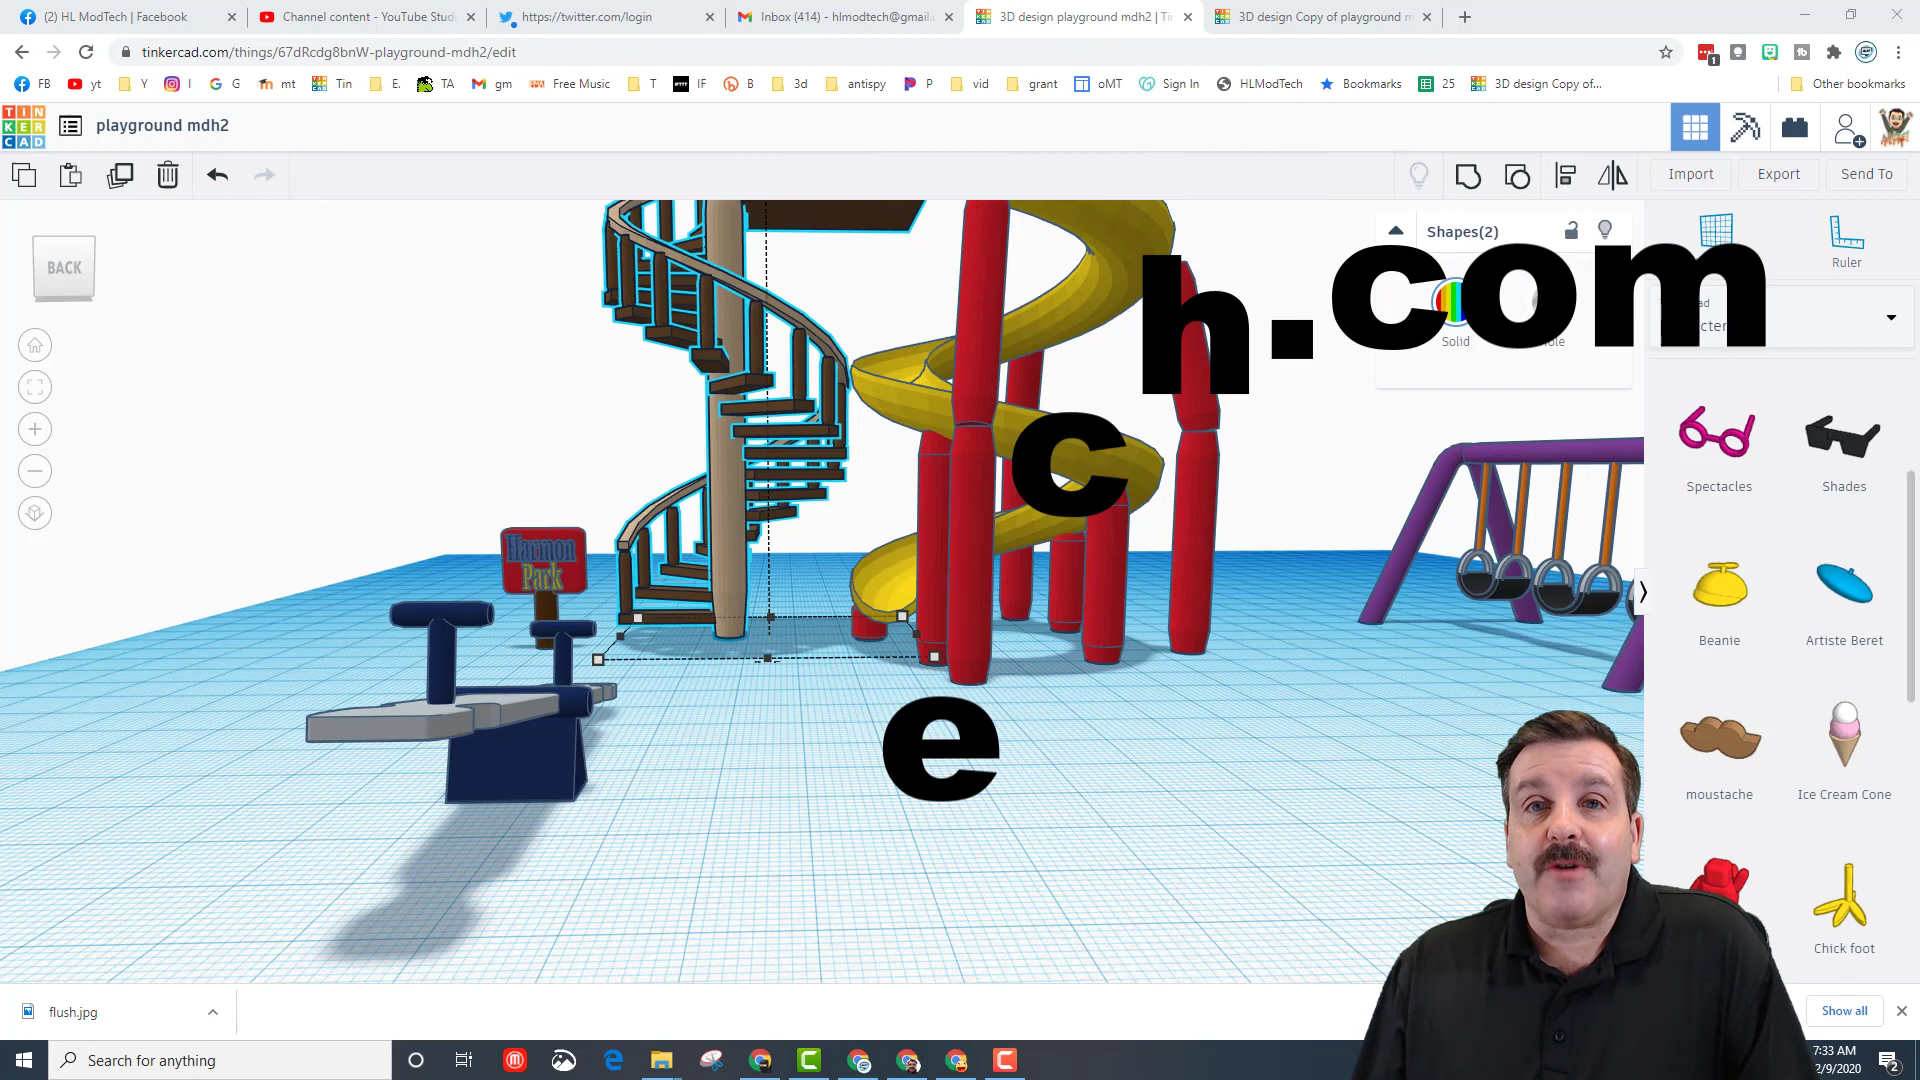 (2) HL ModTech | Facebook
Channel content - YouTube Stud
https://twitter.com/login
Inbox (414) - hlmodtech@gmail.c
3D design playground mdh2 | Ti
3D design Copy of playground m
tinkercad.com/things/67dRcdg8bnW-playground-mdh2/edit
1
FB
yt
Y
I
G
mt
Tin
E.
TA
gm
Free Music
T
IF
B
3d
antispy
P
vid
grant
oMT
Sign In
HLModTech
Bookmarks
25
3D design Copy of...
Other bookmarks
TIN
KER
CAD
playground mdh2
Import
Export
Send To
BACK
Shapes(2)
Solid
Ruler
h.com
c
e
Harmon
Park
Spectacles
Shades
Beanie
Artiste Beret
moustache
Ice Cream Cone
Chick foot
flush.jpg
Show all
Search for anything
7:33 AM
2/9/2020
2